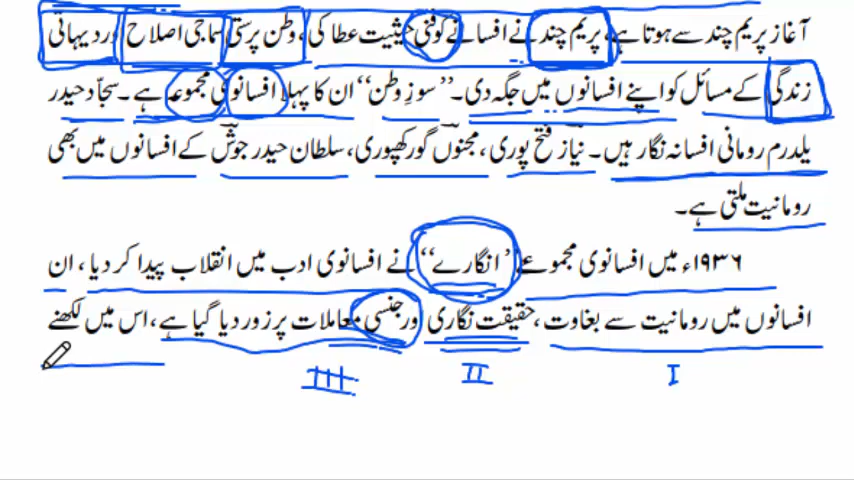 آغاز پریم چند سے ہوتا ہے، پریم چند نے افسانے کو فنی حیثیت عطا کی، وطن پرستی سماجی اصلاح اور دیہاتی
زندگی کے مسائل کو اپنے افسانوں میں جگہ دی۔ ’’سوزِ وطن‘‘ ان کا پہلا افسانوی مجموعہ ہے۔ سجّاد حیدر
یلدرم رومانی افسانہ نگار ہیں۔ نیاز فتح پوری، مجنوں گورکھپوری، سلطان حیدر جوش کے افسانوں میں بھی
رومانیت ملتی ہے۔
۱۹۳۶ء میں افسانوی مجموعے ’’انگارے‘‘ نے افسانوی ادب میں انقلاب پیدا کر دیا، ان
افسانوں میں رومانیت سے بغاوت، حقیقت نگاری اور جنسی معاملات پر زور دیا گیا ہے، اس میں لکھنے
I II III